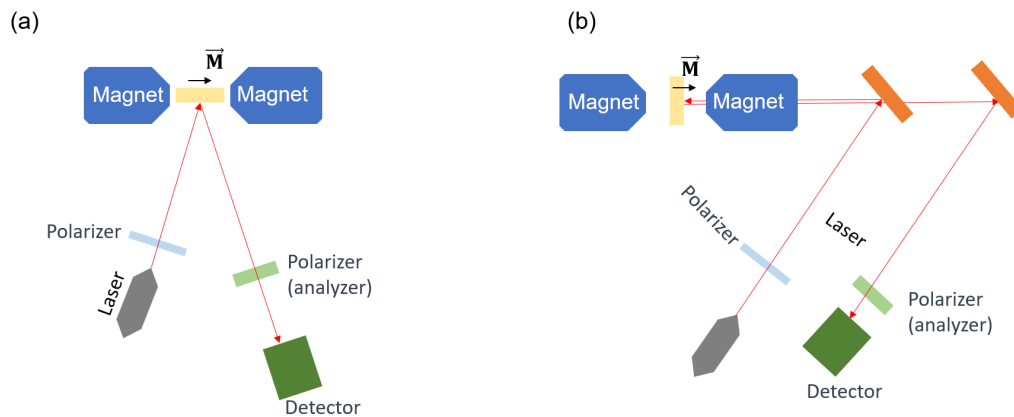 (a)
M
Magnet
Magnet
Polarizer
Laser
Polarizer
(analyzer)
Detector
(b)
M
Magnet
Magnet
Polarizer
Laser
Polarizer
(analyzer)
Detector